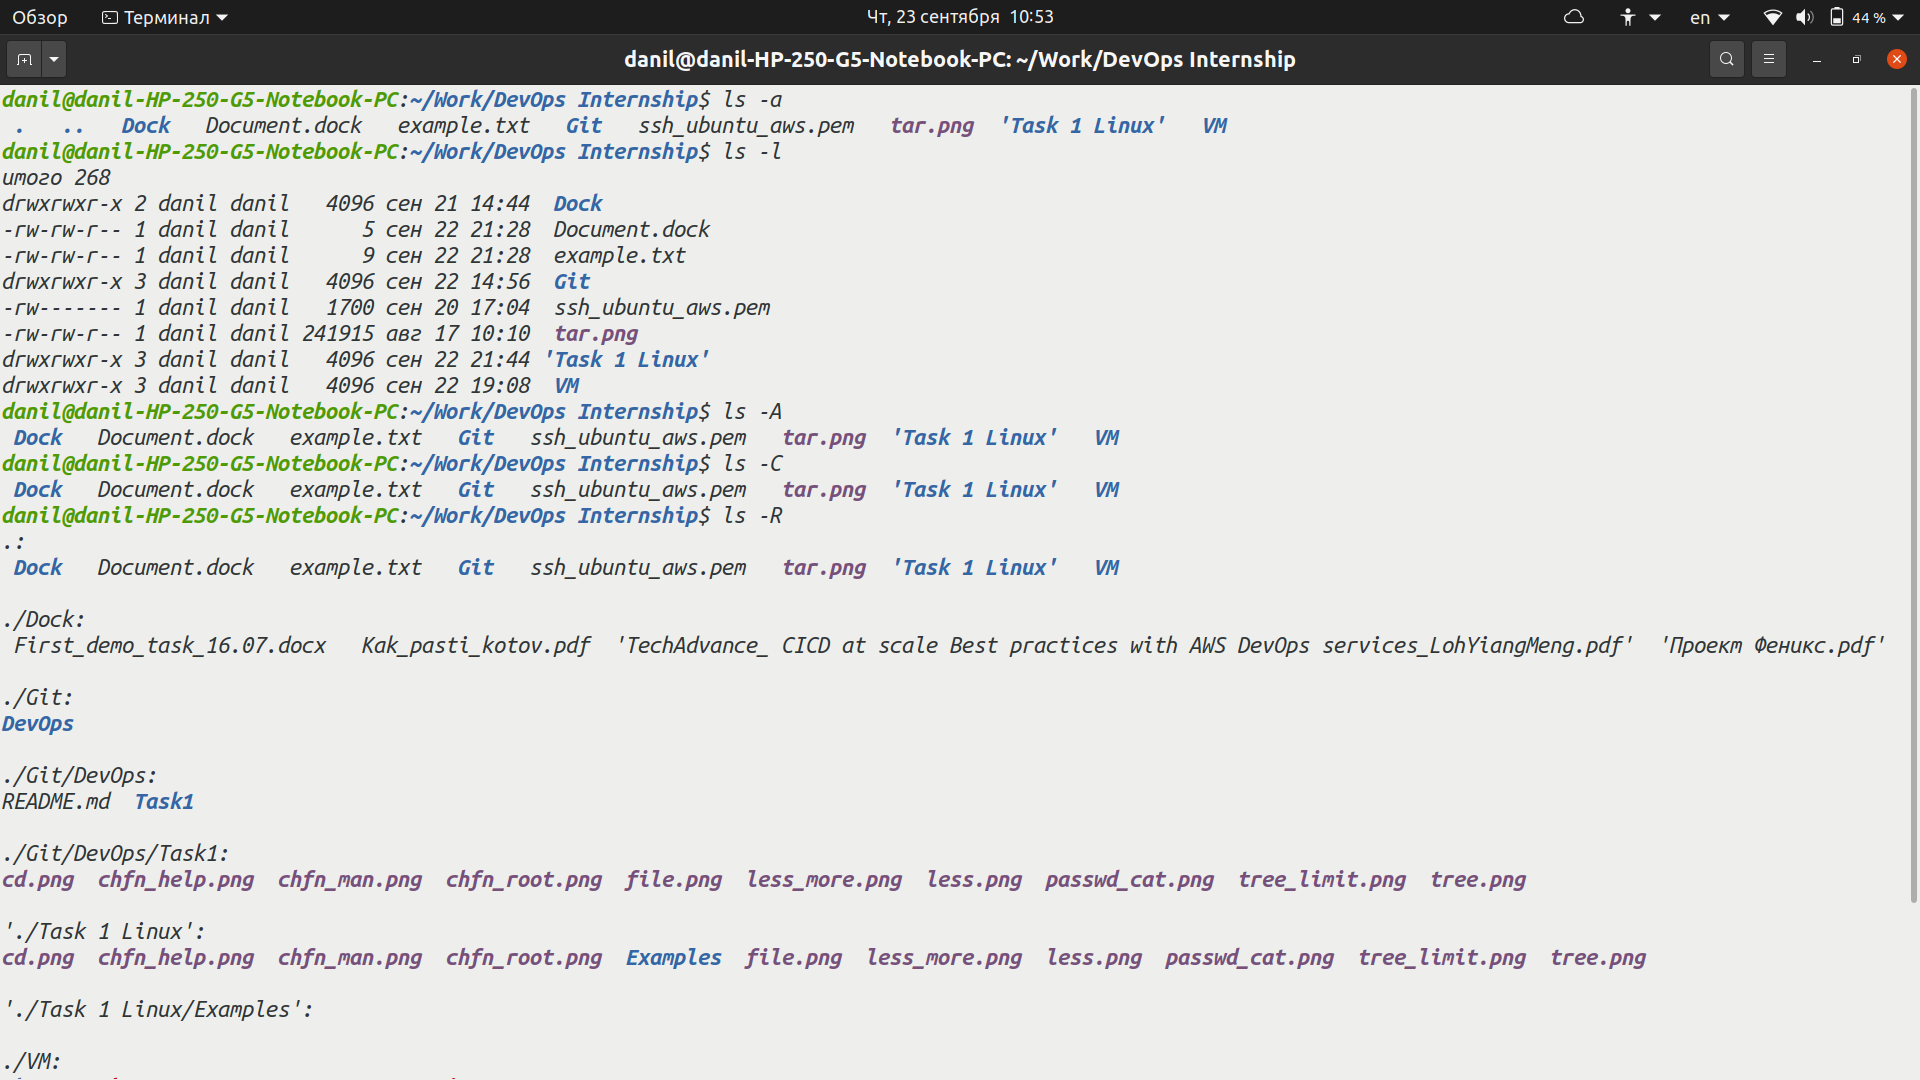 Обзор Терминал Чт, 23 сентября 10:53 en 44 %
danil@danil-HP-250-G5-Notebook-PC: ~/Work/DevOps Internship
danil@danil-HP-250-G5-Notebook-PC:~/Work/DevOps Internship$ ls -a
. .. Dock Document.dock example.txt Git ssh_ubuntu_aws.pem tar.png 'Task 1 Linux' VM
danil@danil-HP-250-G5-Notebook-PC:~/Work/DevOps Internship$ ls -l
итого 268
drwxrwxr-x 2 danil danil 4096 сен 21 14:44 Dock
-rw-rw-r-- 1 danil danil 5 сен 22 21:28 Document.dock
-rw-rw-r-- 1 danil danil 9 сен 22 21:28 example.txt
drwxrwxr-x 3 danil danil 4096 сен 22 14:56 Git
-rw------- 1 danil danil 1700 сен 20 17:04 ssh_ubuntu_aws.pem
-rw-rw-r-- 1 danil danil 241915 авг 17 10:10 tar.png
drwxrwxr-x 3 danil danil 4096 сен 22 21:44 'Task 1 Linux'
drwxrwxr-x 3 danil danil 4096 сен 22 19:08 VM
danil@danil-HP-250-G5-Notebook-PC:~/Work/DevOps Internship$ ls -A
Dock Document.dock example.txt Git ssh_ubuntu_aws.pem tar.png 'Task 1 Linux' VM
danil@danil-HP-250-G5-Notebook-PC:~/Work/DevOps Internship$ ls -C
Dock Document.dock example.txt Git ssh_ubuntu_aws.pem tar.png 'Task 1 Linux' VM
danil@danil-HP-250-G5-Notebook-PC:~/Work/DevOps Internship$ ls -R
.:
Dock Document.dock example.txt Git ssh_ubuntu_aws.pem tar.png 'Task 1 Linux' VM
./Dock:
First_demo_task_16.07.docx Kak_pasti_kotov.pdf 'TechAdvance_ CICD at scale Best practices with AWS DevOps services_LohYiangMeng.pdf' 'Проект Феникс.pdf'
./Git:
DevOps
./Git/DevOps:
README.md Task1
./Git/DevOps/Task1:
cd.png chfn_help.png chfn_man.png chfn_root.png file.png less_more.png less.png passwd_cat.png tree_limit.png tree.png
'./Task 1 Linux':
cd.png chfn_help.png chfn_man.png chfn_root.png Examples file.png less_more.png less.png passwd_cat.png tree_limit.png tree.png
'./Task 1 Linux/Examples':
./VM: